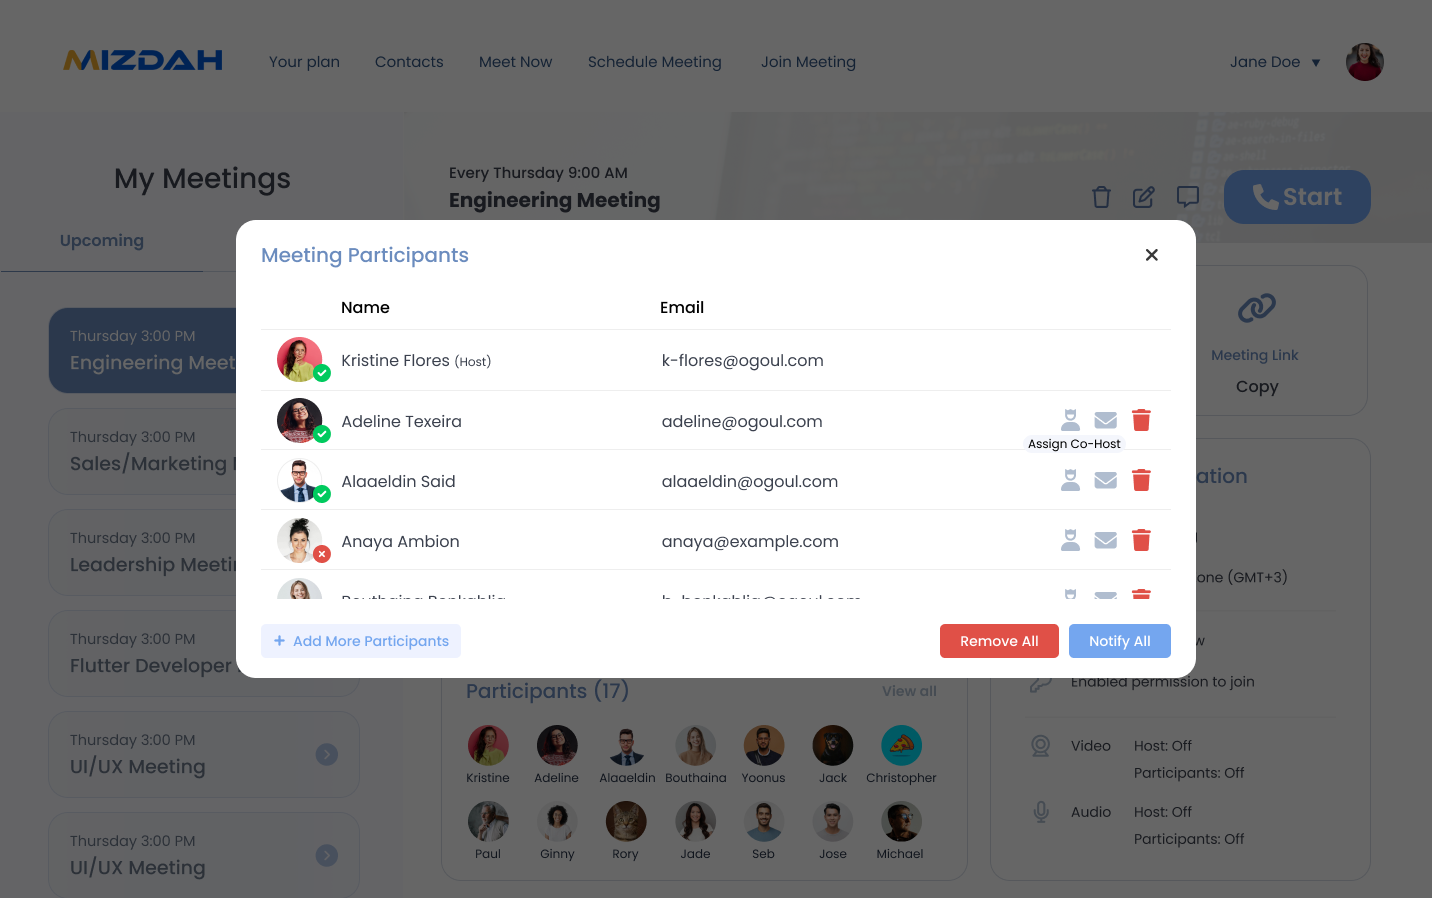 MIZDAH
Your plan
Contacts
Meet Now
Schedule Meeting
Join Meeting
Jane Doe
My Meetings
Every Thursday 9:00 AM
Engineering Meeting
Start
Upcoming
Meeting Participants
Name
Email
Kristine Flores (Host)
k-flores@ogoul.com
Adeline Texeira
adeline@ogoul.com
Assign Co-Host
Alaaeldin Said
alaaeldin@ogoul.com
Anaya Ambion
anaya@example.com
Add More Participants
Remove All
Notify All
Thursday 3:00 PM
Engineering Meet
Thursday 3:00 PM
Sales/Marketing
Thursday 3:00 PM
Leadership Meetin
Thursday 3:00 PM
Flutter Developer
Thursday 3:00 PM
UI/UX Meeting
Thursday 3:00 PM
UI/UX Meeting
Meeting Link
Copy
ation
one (GMT+3)
w
Enabled permission to join
Video
Host: Off
Participants: Off
Audio
Host: Off
Participants: Off
Participants (17)
View all
Kristine
Adeline
Alaaeldin
Bouthaina
Yoonus
Jack
Christopher
Paul
Ginny
Rory
Jade
Seb
Jose
Michael